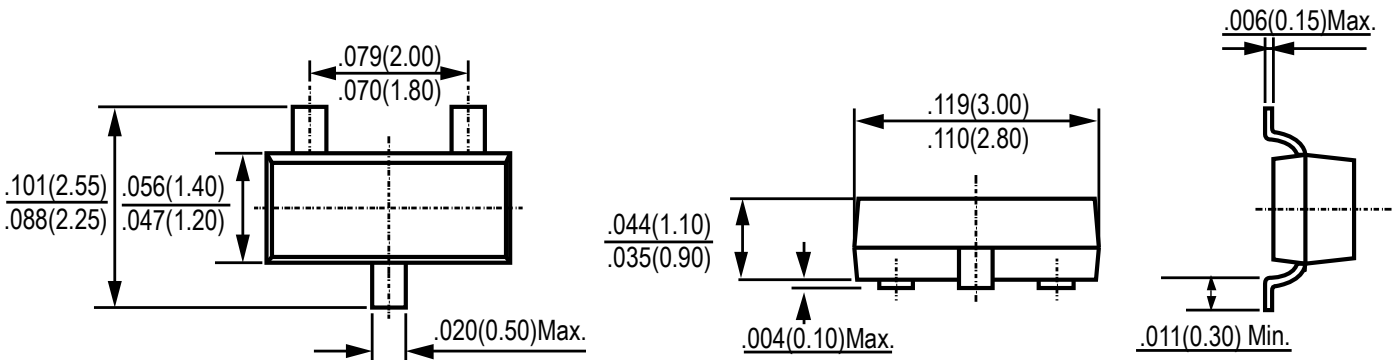 .079(2.00)
.070(1.80)
.101(2.55)
.088(2.25)
.056(1.40)
.047(1.20)
.020(0.50)Max.
.119(3.00)
.110(2.80)
.044(1.10)
.035(0.90)
.004(0.10)Max.
.006(0.15)Max.
.011(0.30) Min.